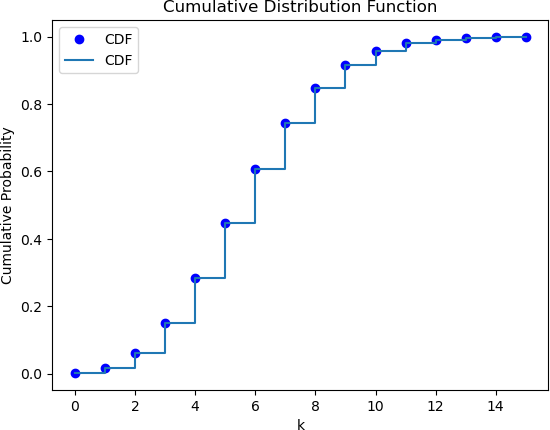 Cumulative Distribution Function
CDF
CDF
1.0
0.8
0.6
0.4
0.2
0.0
Cumulative Probability
0 2 4 6 8 10 12 14
k